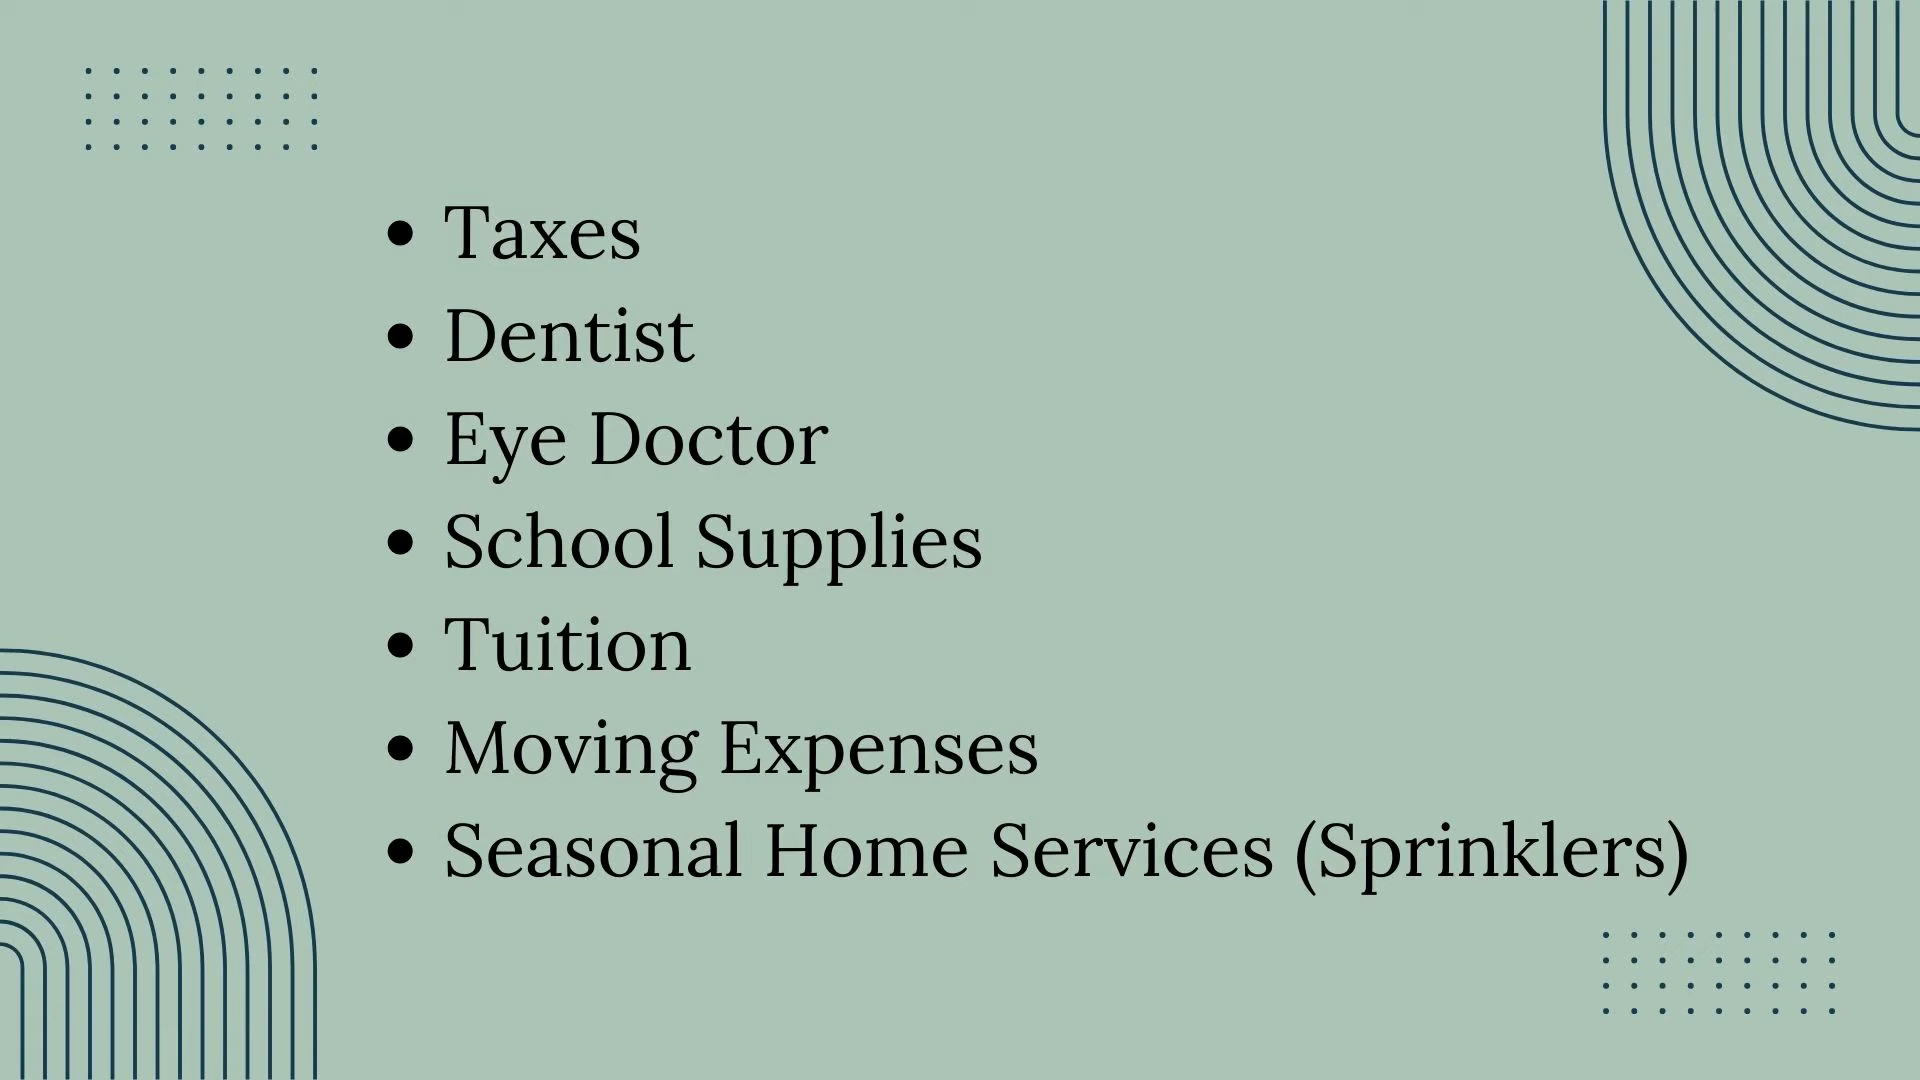 • Taxes
• Dentist
• Eye Doctor
• School Supplies
• Tuition
• Moving Expenses
• Seasonal Home Services (Sprinklers)